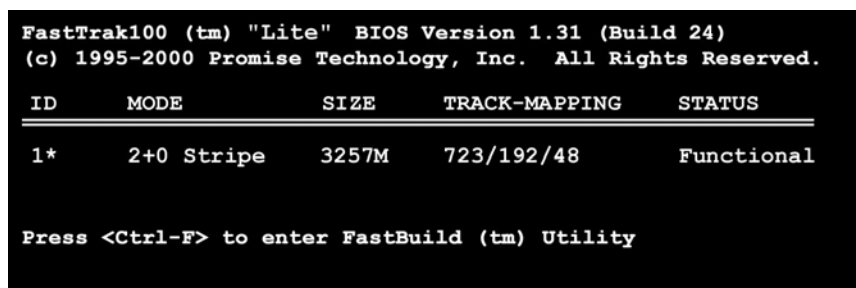 FastTrak100 (tm) "Lite" BIOS Version 1.31 (Build 24)
(c) 1995-2000 Promise Technology, Inc. All Rights Reserved.
ID MODE SIZE TRACK-MAPPING STATUS
1* 2+0 Stripe 3257M 723/192/48 Functional
Press <Ctrl-F> to enter FastBuild (tm) Utility